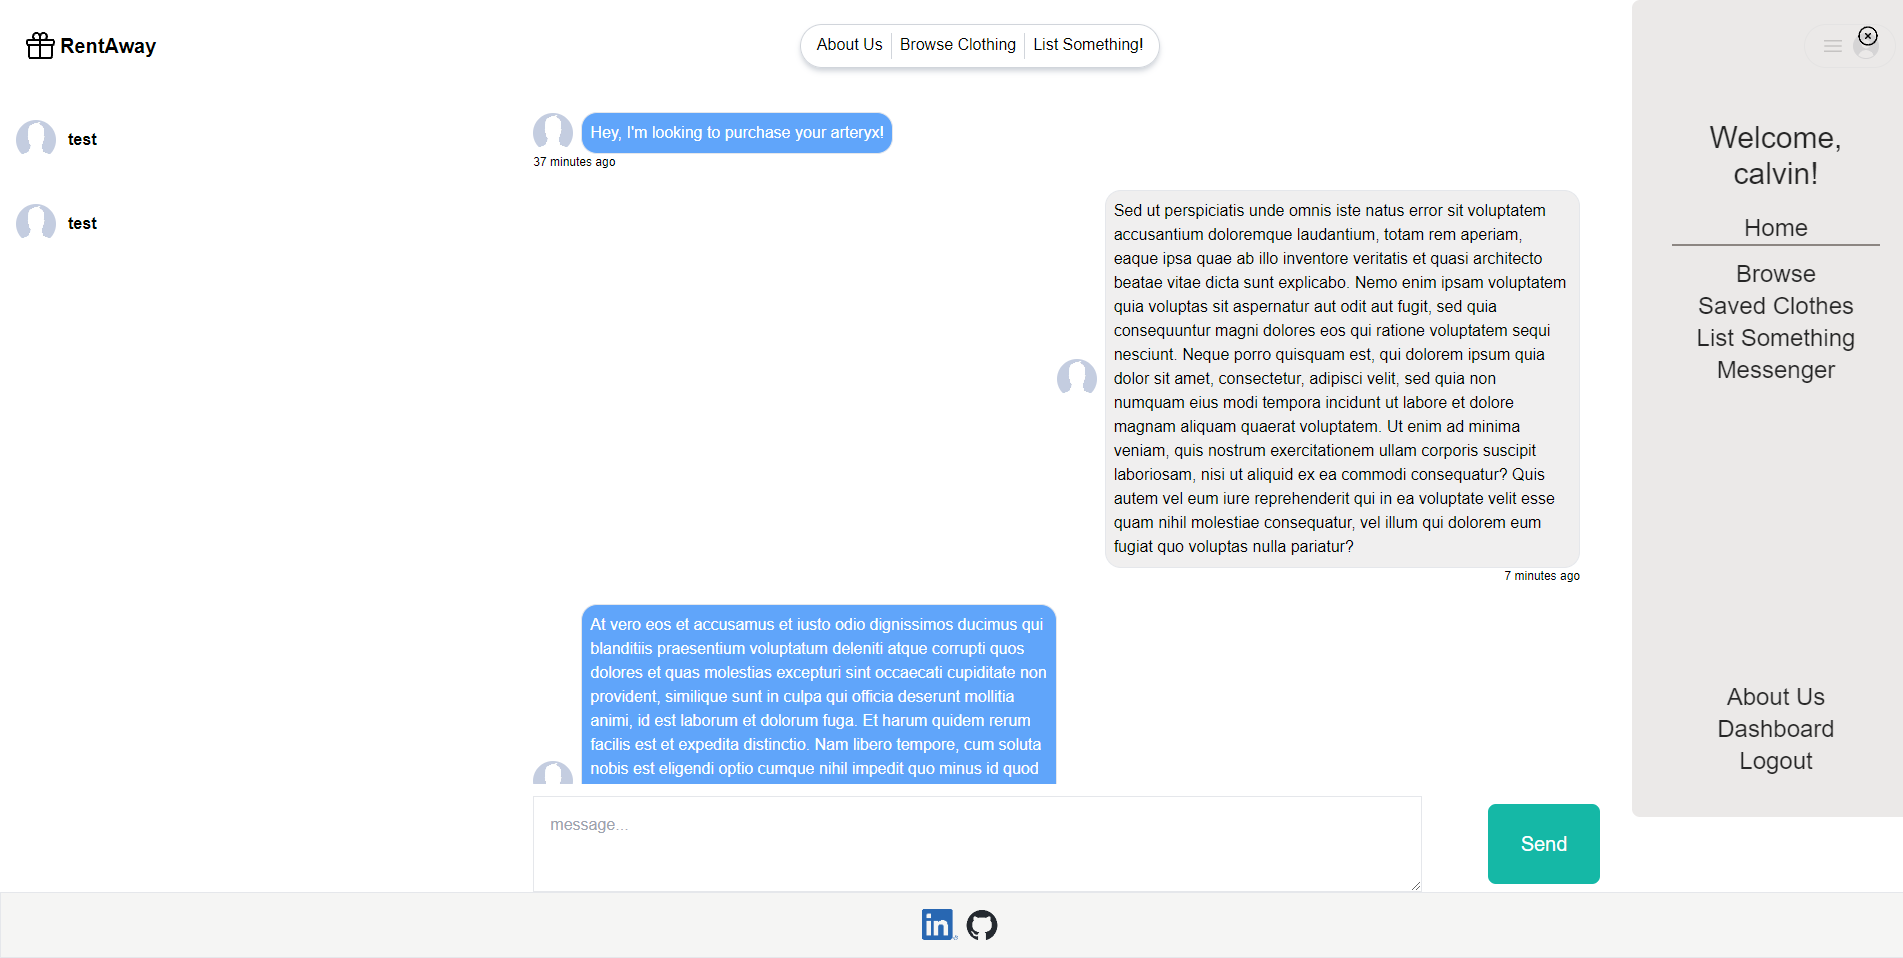 RentAway
About Us
Browse Clothing
List Something!
test
test
Hey, I'm looking to purchase your arteryx!
37 minutes ago
Sed ut perspiciatis unde omnis iste natus error sit voluptatem
accusantium doloremque laudantium, totam rem aperiam,
eaque ipsa quae ab illo inventore veritatis et quasi architecto
beatae vitae dicta sunt explicabo. Nemo enim ipsam voluptatem
quia voluptas sit aspernatur aut odit aut fugit, sed quia
consequuntur magni dolores eos qui ratione voluptatem sequi
nesciunt. Neque porro quisquam est, qui dolorem ipsum quia
dolor sit amet, consectetur, adipisci velit, sed quia non
numquam eius modi tempora incidunt ut labore et dolore
magnam aliquam quaerat voluptatem. Ut enim ad minima
veniam, quis nostrum exercitationem ullam corporis suscipit
laboriosam, nisi ut aliquid ex ea commodi consequatur? Quis
autem vel eum iure reprehenderit qui in ea voluptate velit esse
quam nihil molestiae consequatur, vel illum qui dolorem eum
fugiat quo voluptas nulla pariatur?
7 minutes ago
At vero eos et accusamus et iusto odio dignissimos ducimus qui
blanditiis praesentium voluptatum deleniti atque corrupti quos
dolores et quas molestias excepturi sint occaecati cupiditate non
provident, similique sunt in culpa qui officia deserunt mollitia
animi, id est laborum et dolorum fuga. Et harum quidem rerum
facilis est et expedita distinctio. Nam libero tempore, cum soluta
nobis est eligendi optio cumque nihil impedit quo minus id quod
message...
Send
Welcome,
calvin!
Home
Browse
Saved Clothes
List Something
Messenger
About Us
Dashboard
Logout
in